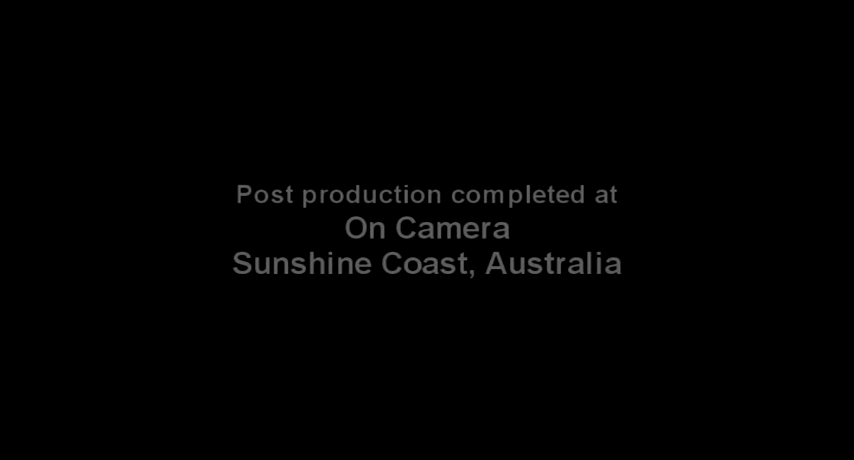 Post production completed at
On Camera
Sunshine Coast, Australia